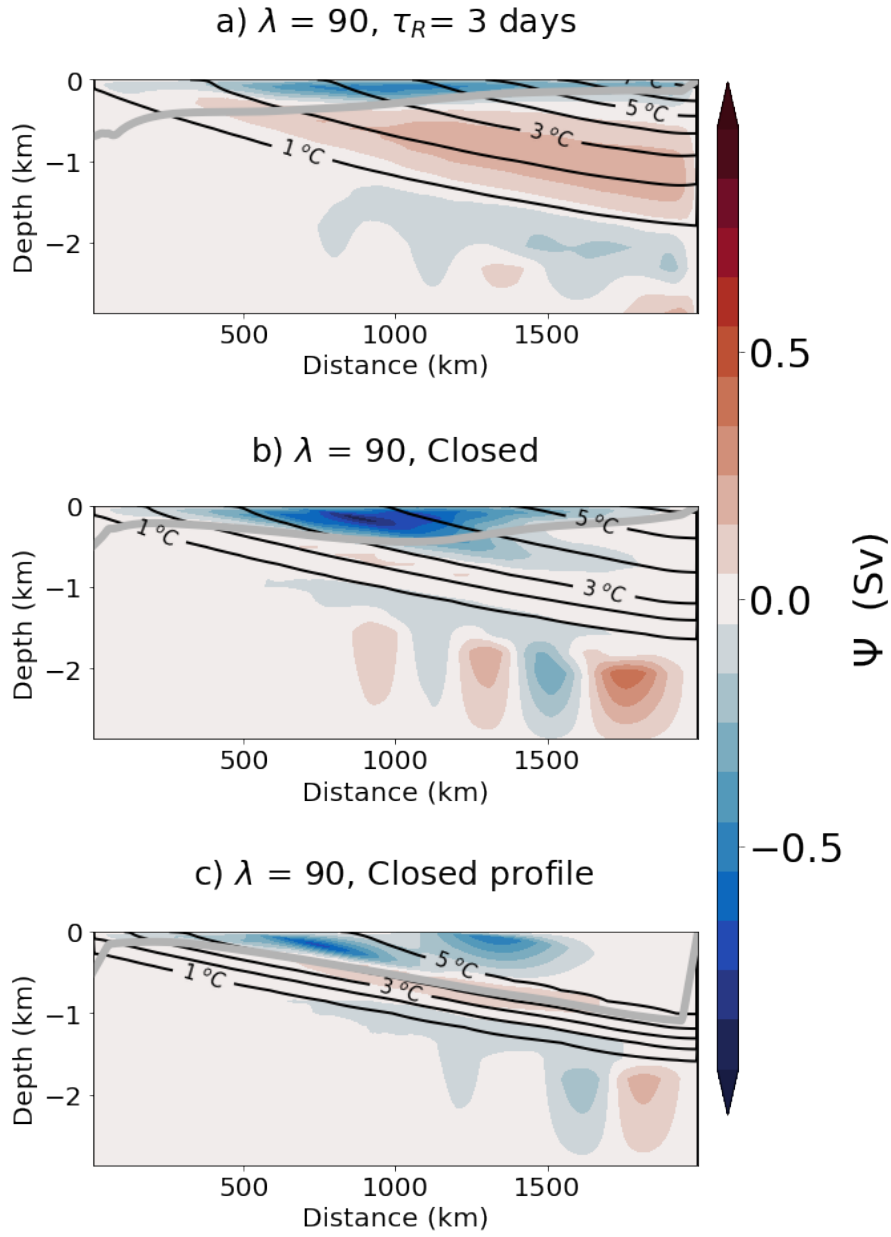 a) λ = 90, τR= 3 days
0
−1
−2
Depth (km)
1 °C
3 °C
5 °C
500
1000
1500
Distance (km)
b) λ = 90, Closed
0
−1
−2
Depth (km)
1 °C
3 °C
5 °C
500
1000
1500
Distance (km)
c) λ = 90, Closed profile
0
−1
−2
Depth (km)
1 °C
3 °C
5 °C
500
1000
1500
Distance (km)
0.5
0.0
−0.5
Ψ (Sv)